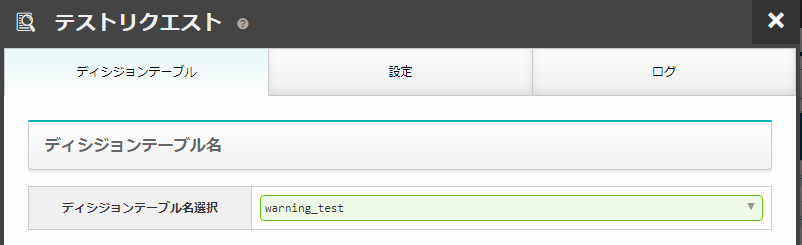 テストリクエスト
ディシジョンテーブル
設定
ログ
ディシジョンテーブル名
ディシジョンテーブル名選択
warning_test